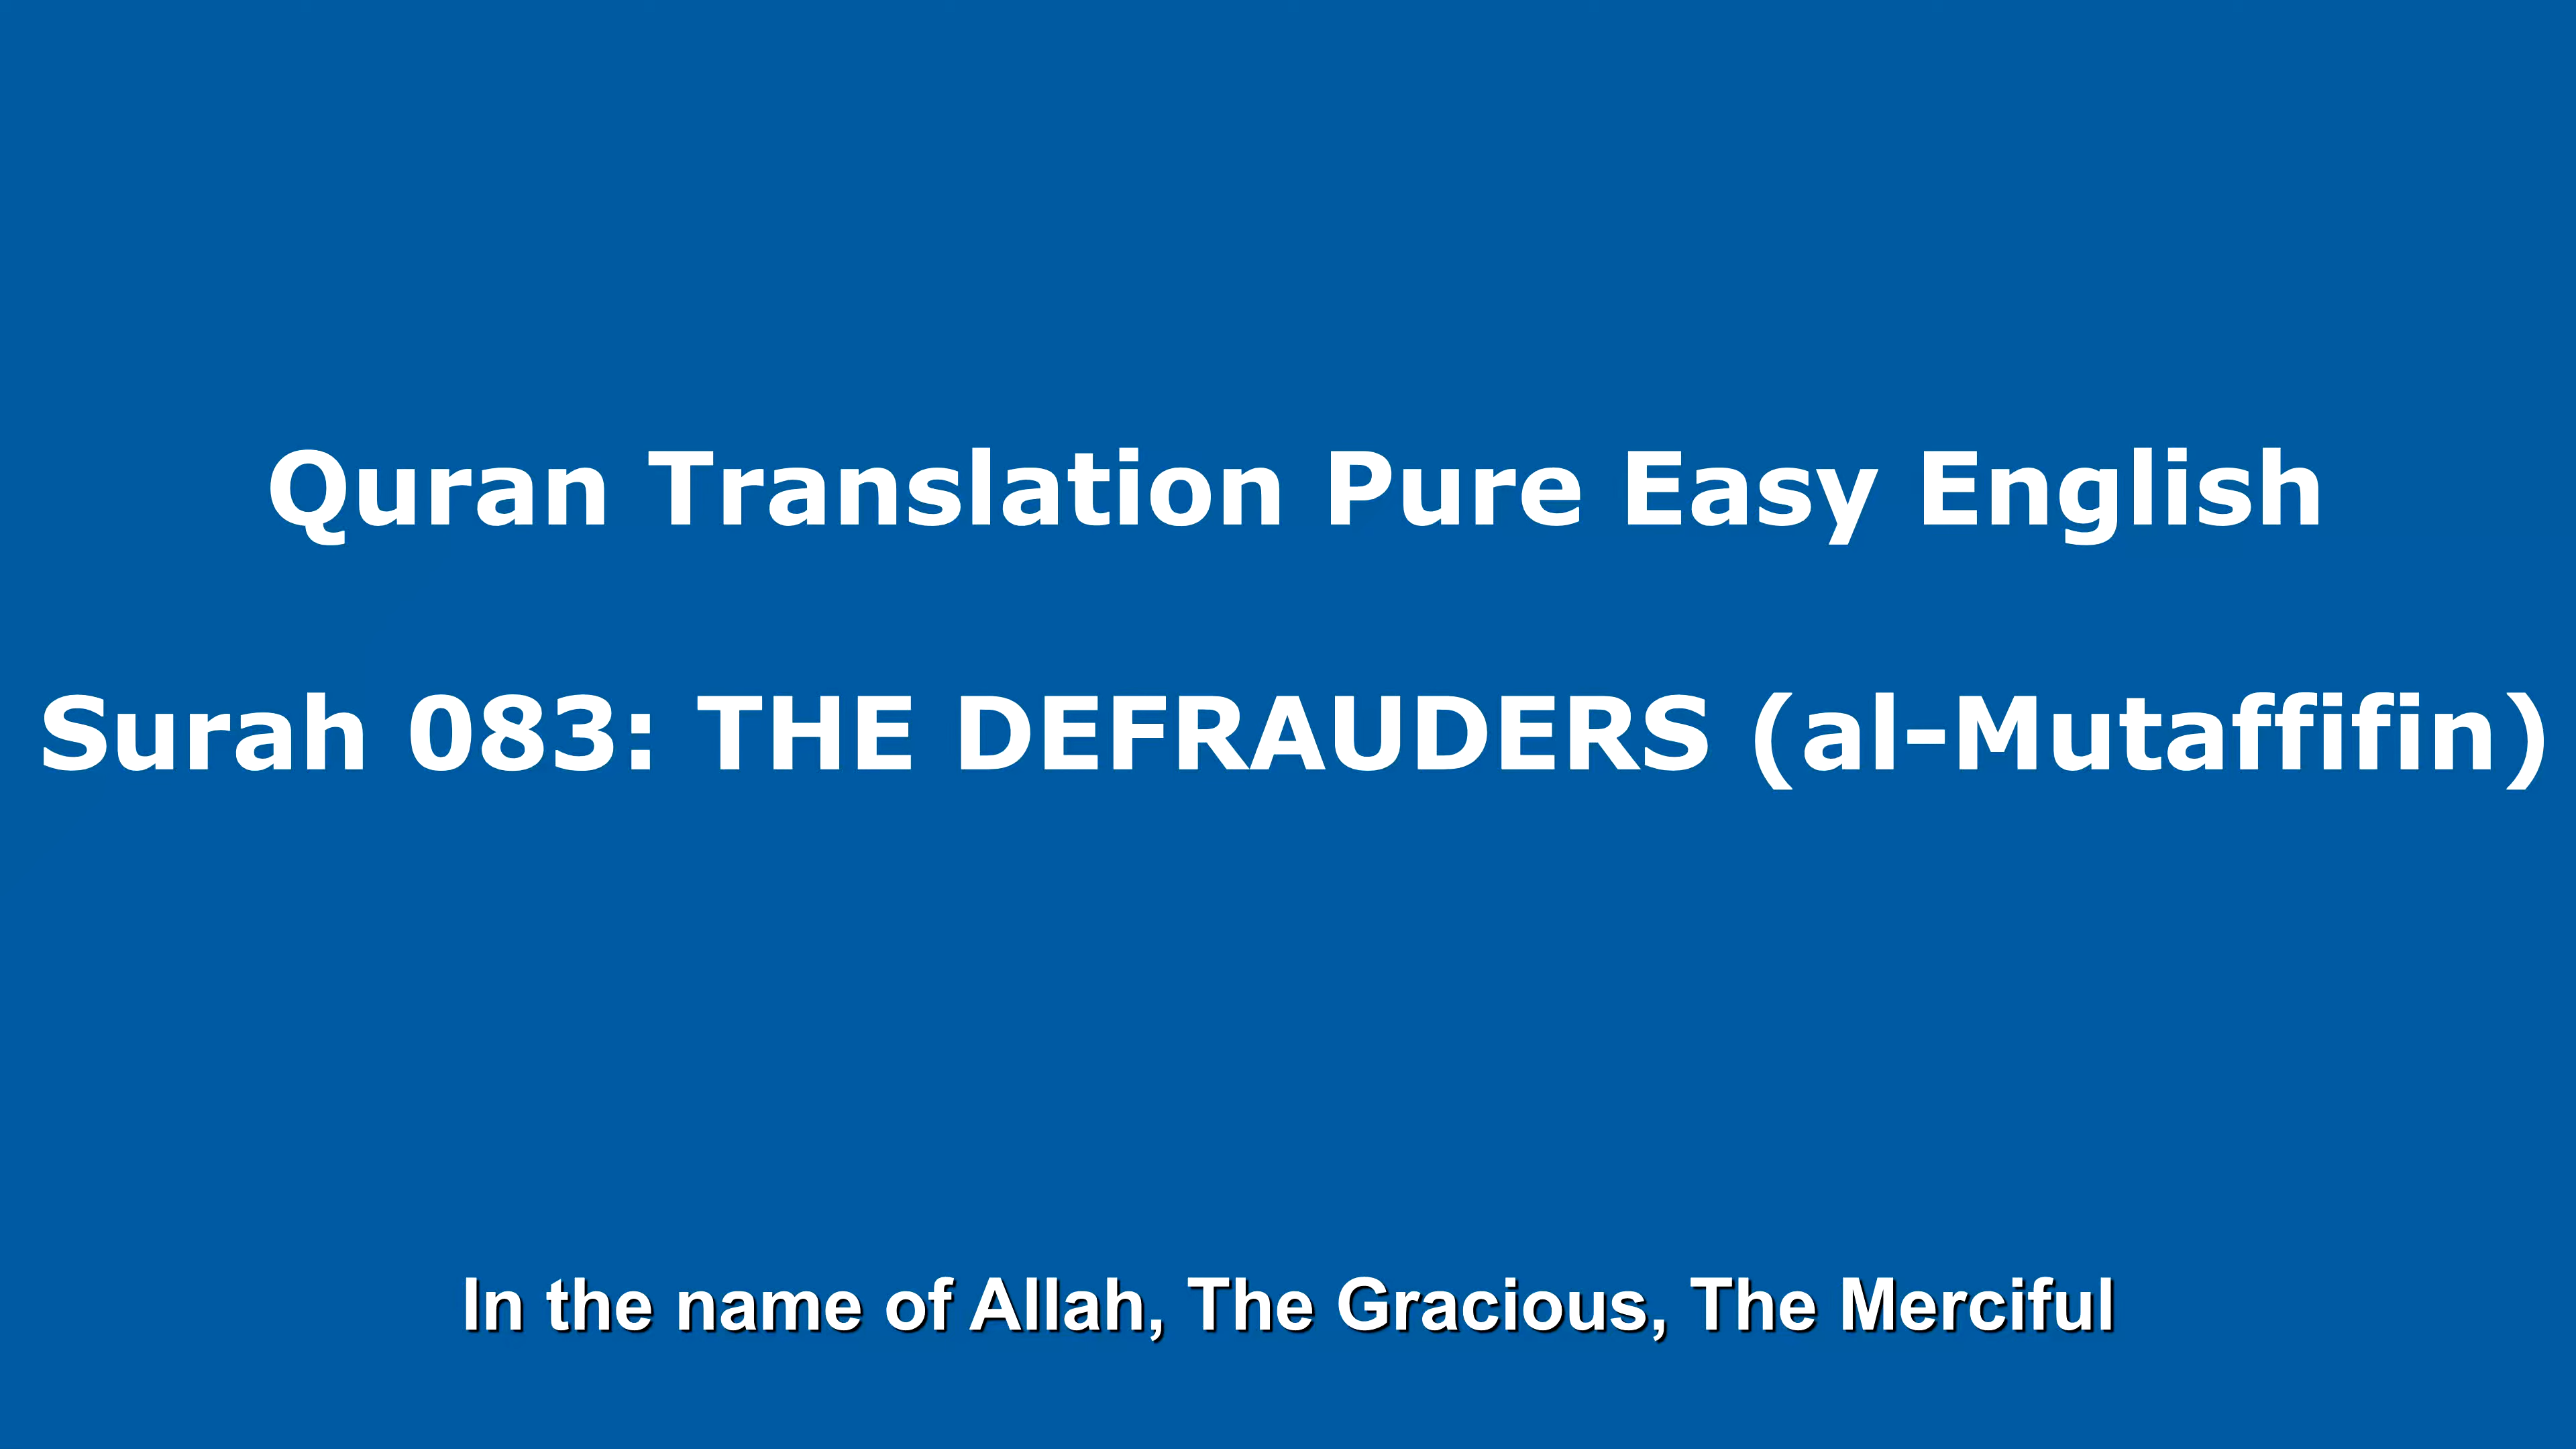 Quran Translation Pure Easy English
Surah 083: THE DEFRAUDERS (al-Mutaffifin)
In the name of Allah, The Gracious, The Merciful